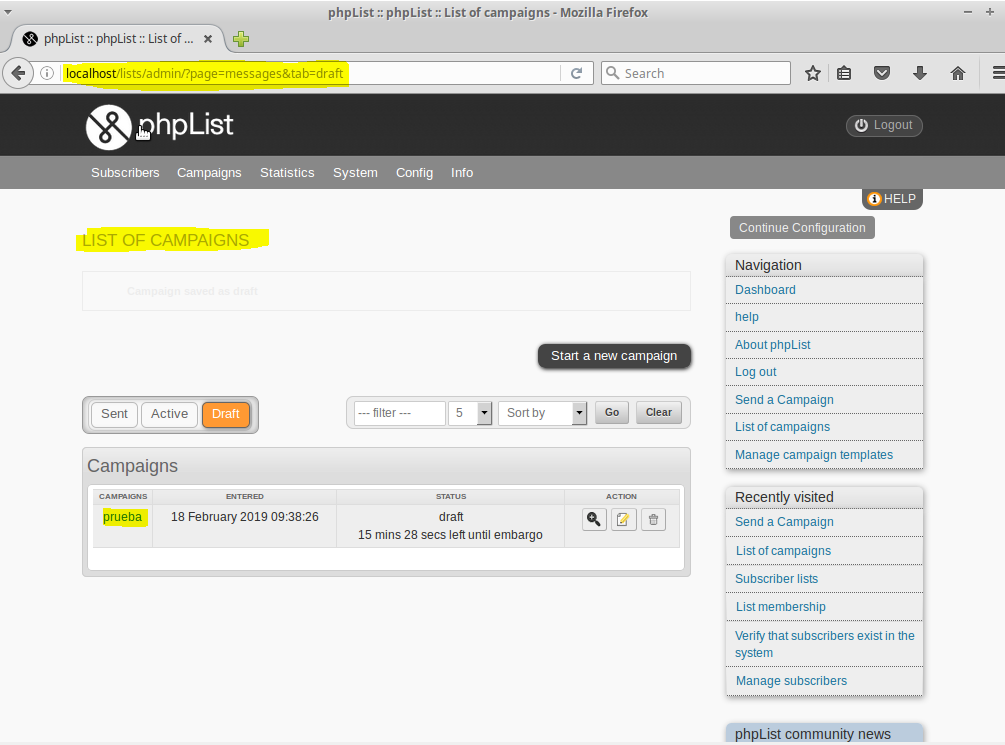 phpList :: phpList :: List of campaigns - Mozilla Firefox
phpList :: phpList :: List of ...
localhost/lists/admin/?page=messages&tab=draft
Search
phpList
Logout
Subscribers Campaigns Statistics System Config Info
HELP
Continue Configuration
LIST OF CAMPAIGNS
Campaign saved as draft
Start a new campaign
Sent Active Draft
--- filter --- 5 Sort by Go Clear
Campaigns
CAMPAIGNS ENTERED STATUS ACTION
prueba 18 February 2019 09:38:26 draft
15 mins 28 secs left until embargo
Navigation
Dashboard
help
About phpList
Log out
Send a Campaign
List of campaigns
Manage campaign templates
Recently visited
Send a Campaign
List of campaigns
Subscriber lists
List membership
Verify that subscribers exist in the
system
Manage subscribers
phpList community news